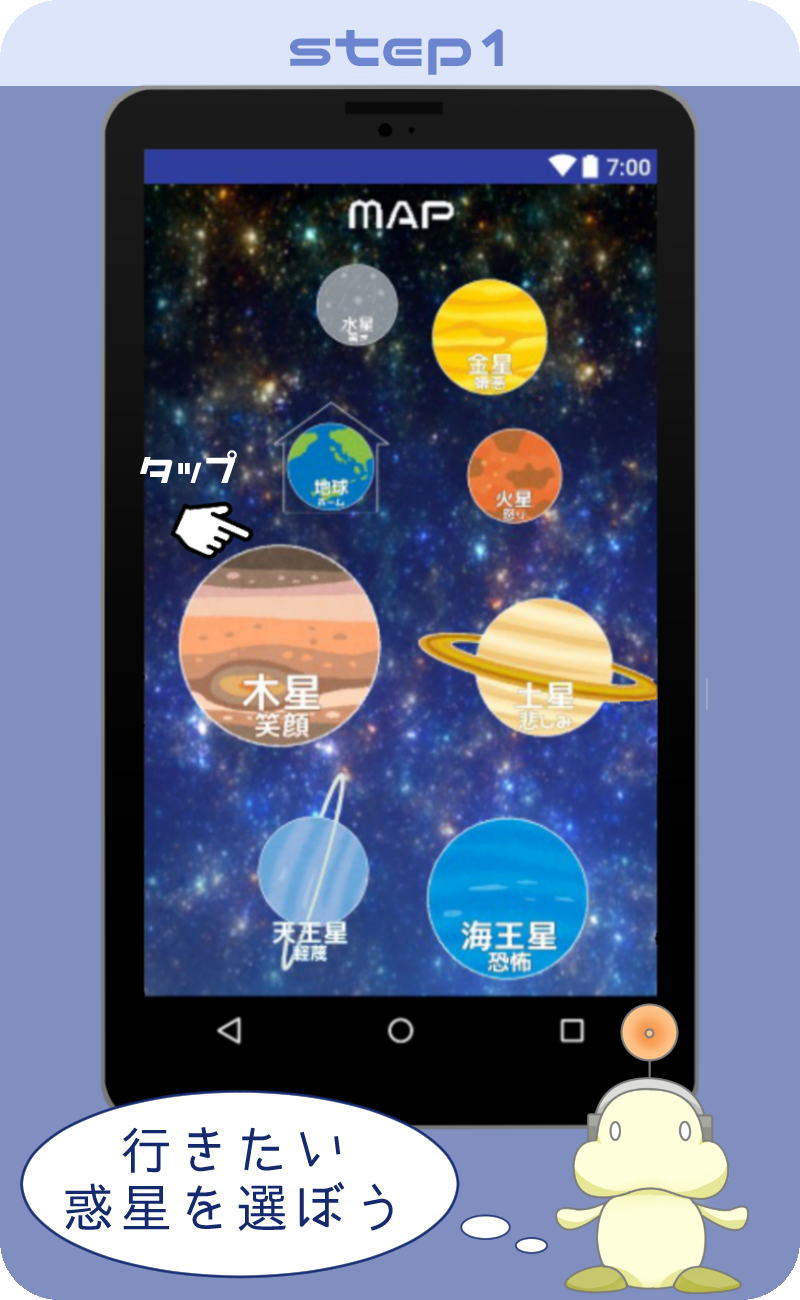 step1
7:00
MAP
水星
驚き
金星
嫌悪
タップ
地球
ホーム
火星
怒り
木星
笑顔
土星
悲しみ
天王星
軽蔑
海王星
恐怖
行きたい
惑星を選ぼう